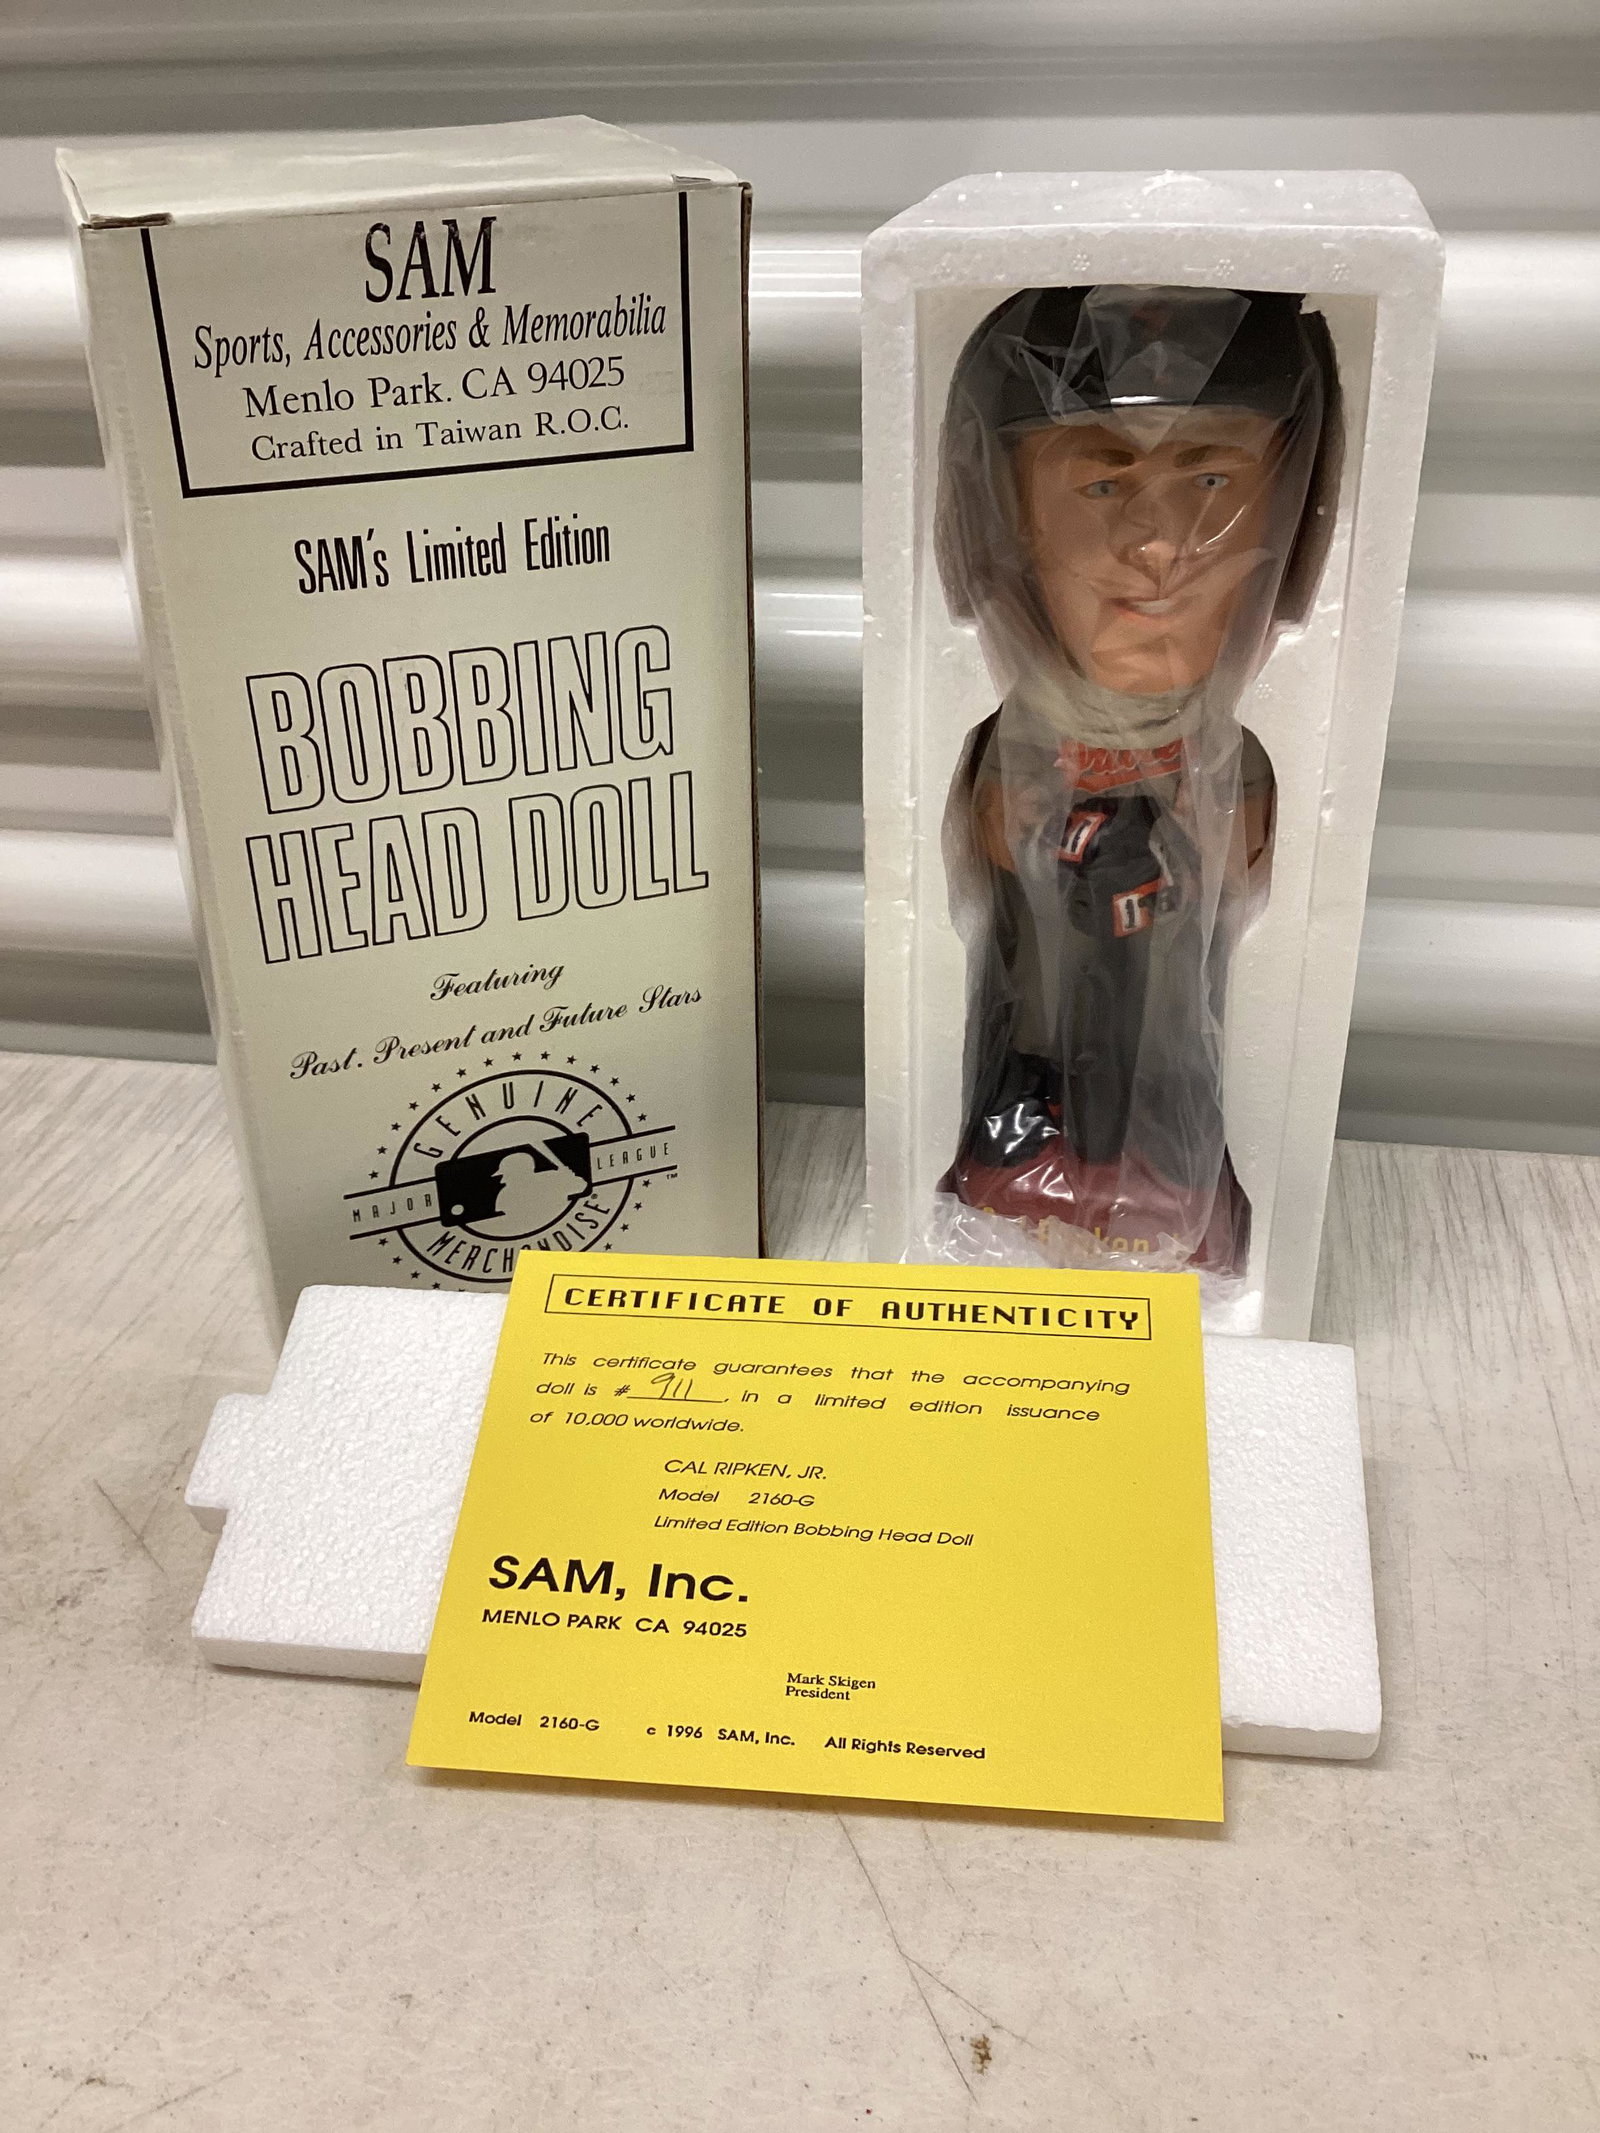 SAM
Sports, Accessories & Memorabilia
Menlo Park. CA 94025
Crafted in Taiwan R.O.C.
SAM's Limited Edition
BOBBING
HEAD DOLL
Featuring
Past. Present and Future Stars
GENUINE
MAJOR LEAGUE ™
MERCHANDISE
Ripken
CERTIFICATE OF AUTHENTICITY
This certificate guarantees that the accompanying
doll is # 911, in a limited edition issuance
of 10,000 worldwide.
CAL RIPKEN, JR.
Model 2160-G
Limited Edition Bobbing Head Doll
SAM, Inc.
MENLO PARK CA 94025
Mark Skigen
President
Model 2160-G c 1996 SAM, Inc. All Rights Reserved